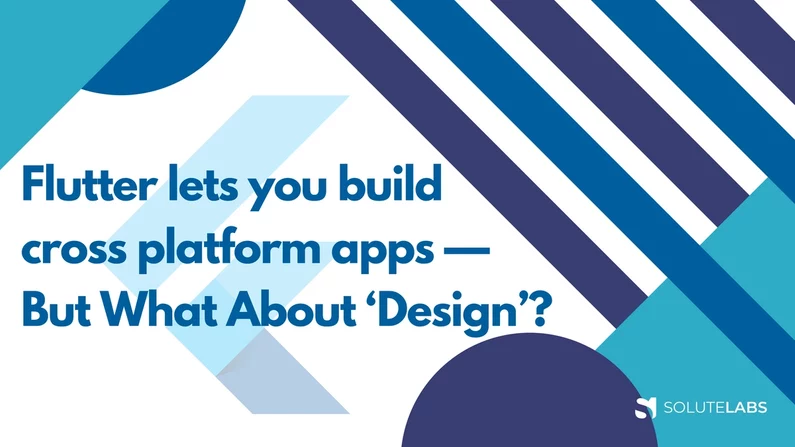 Flutter lets you build
cross platform apps —
But What About ‘Design’?
SOLUTELABS